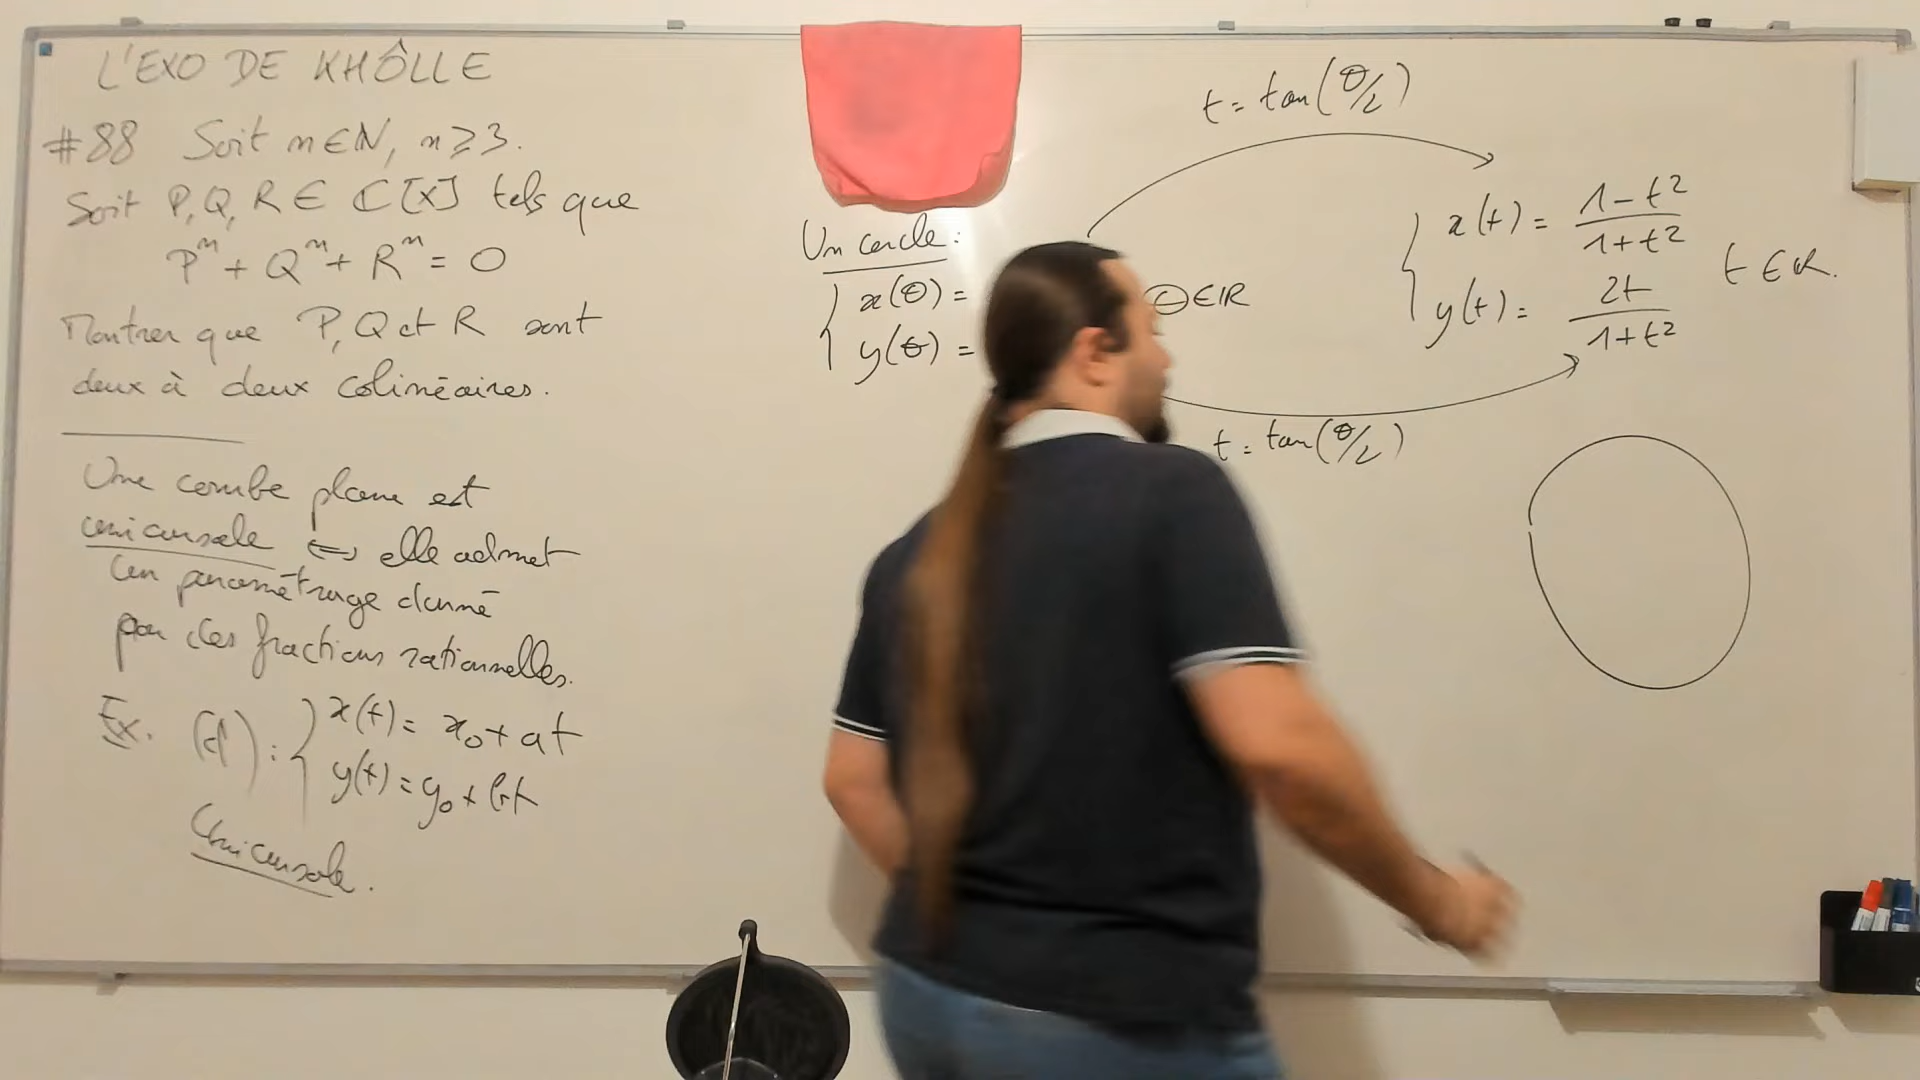 L'EXO DE KHÔLLE
#88 Soit n ∈ ℕ, n ≥ 3.
Soit P, Q, R ∈ ℂ[X] tels que
Pⁿ + Qⁿ + Rⁿ = 0
Montrer que P, Q et R sont
deux à deux colinéaires.
Une courbe plane est
unicursale ⇔ elle admet
un paramétrage donné
par des fractions rationnelles.
Ex. (d) : { x(t) = x₀ + at
y(t) = y₀ + bt
Unicursale.
Un cercle :
{ x(θ) =
y(θ) =
θ ∈ ℝ
t = tan(θ/2)
{ x(t) = (1-t²)/(1+t²)
y(t) = 2t/(1+t²)
t ∈ ℝ.
t = tan(θ/2)